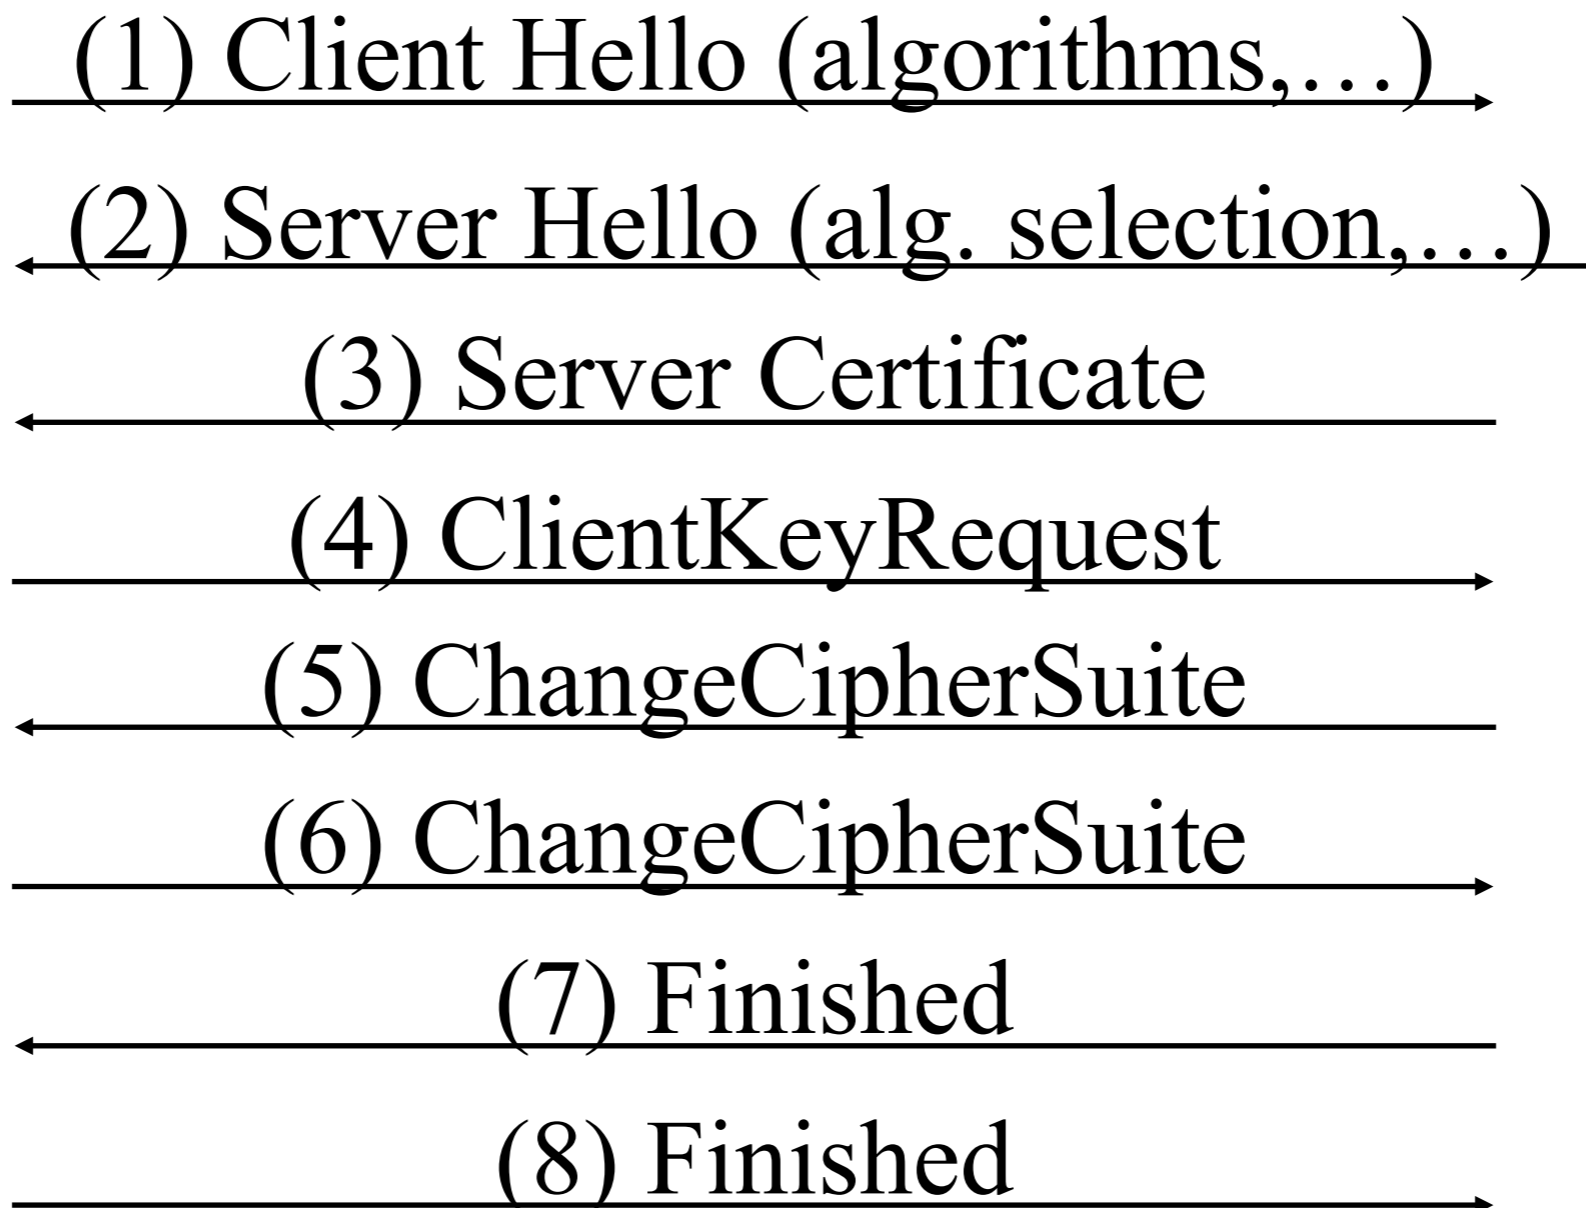 (1) Client Hello (algorithms,…)
(2) Server Hello (alg. selection,…)
(3) Server Certificate
(4) ClientKeyRequest
(5) ChangeCipherSuite
(6) ChangeCipherSuite
(7) Finished
(8) Finished